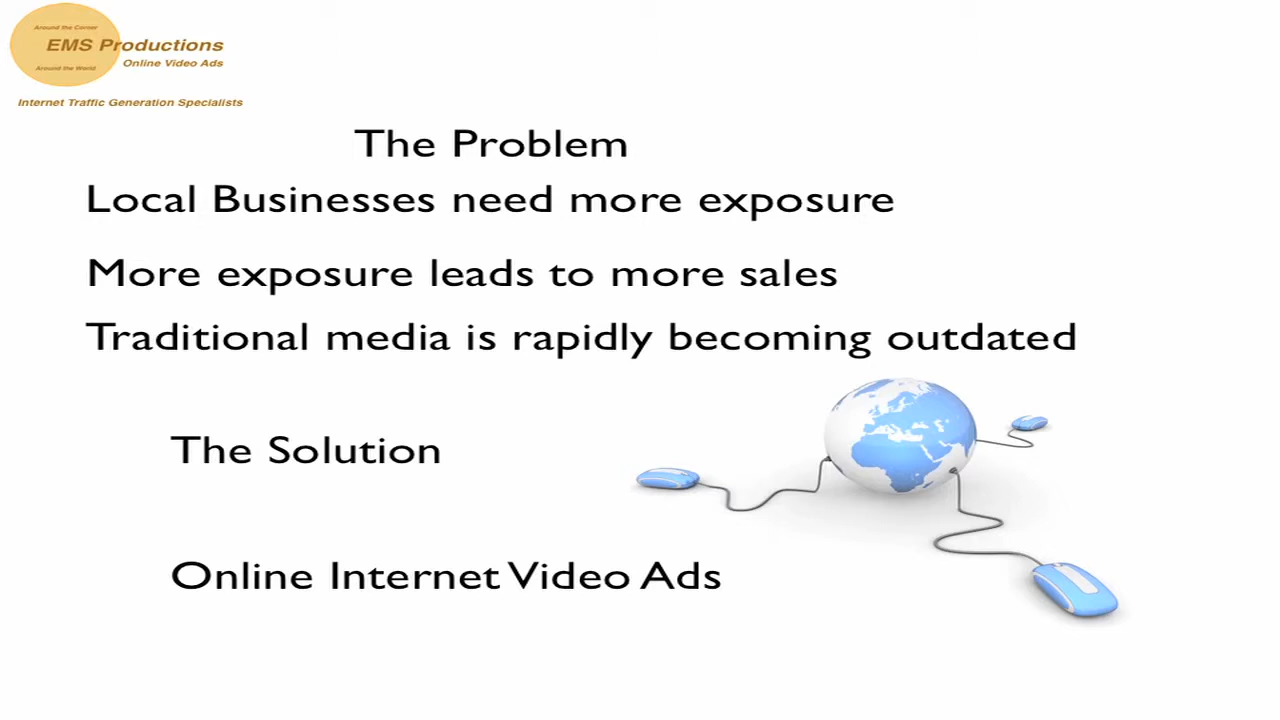 Around the Corner
EMS Productions
Online Video Ads
Around the World
Internet Traffic Generation Specialists
The Problem
Local Businesses need more exposure
More exposure leads to more sales
Traditional media is rapidly becoming outdated
The Solution
Online Internet Video Ads